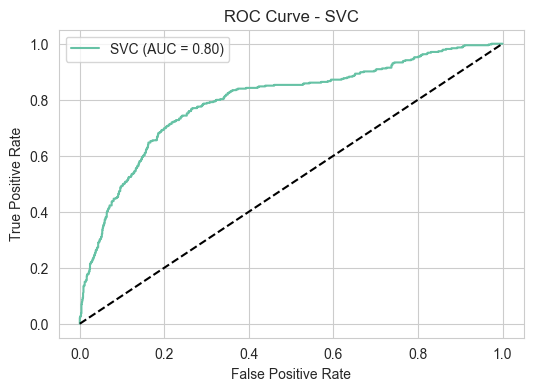 ROC Curve - SVC
SVC (AUC = 0.80)
True Positive Rate
1.0
0.8
0.6
0.4
0.2
0.0
0.0 0.2 0.4 0.6 0.8 1.0
False Positive Rate